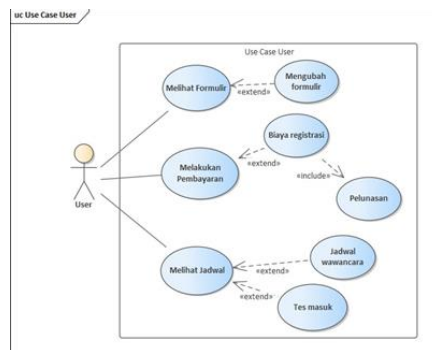 uc Use Case User
Use Case User
Melihat Formulir
«extend»
Mengubah
formulir
Biaya registrasi
«extend»
«include»
Melakukan
Pembayaran
Pelunasan
User
Jadwal
wawancara
Melihat Jadwal
«extend»
«extend»
Tes masuk